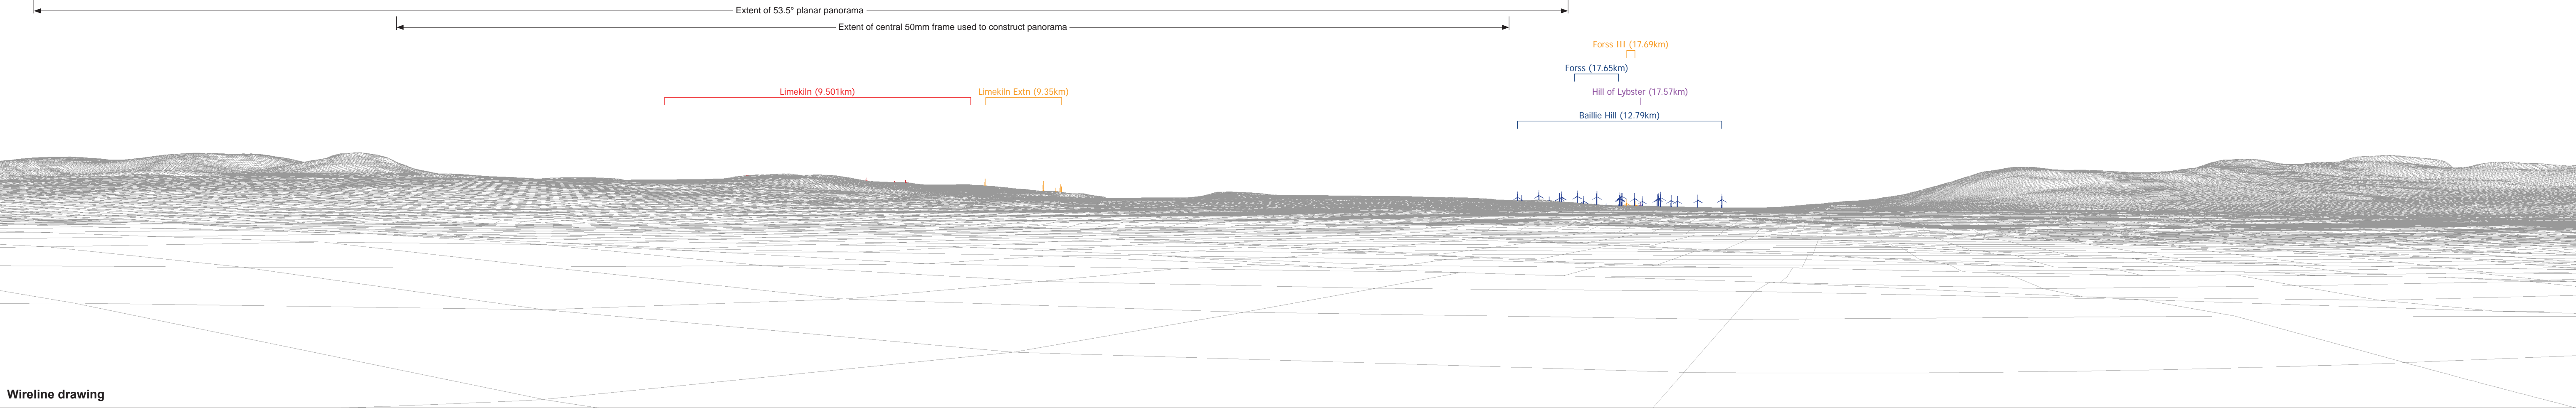 Extent of 53.5° planar panorama
Extent of central 50mm frame used to construct panorama
Forss III (17.69km)
Forss (17.65km)
Limekiln (9.501km)
Limekiln Extn (9.35km)
Hill of Lybster (17.57km)
Baillie Hill (12.79km)
Wireline drawing